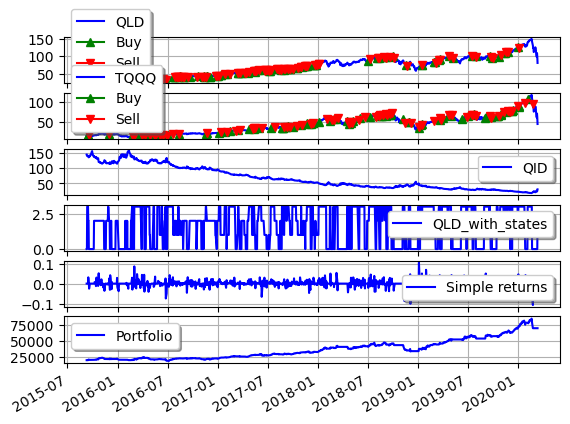 QLD
Buy
Sell
150
100
50
TQQQ
Buy
Sell
100
50
150
100
50
QID
2.5
0.0
QLD_with_states
0.1
0.0
−0.1
Simple returns
75000
50000
25000
Portfolio
2015-07
2016-01
2016-07
2017-01
2017-07
2018-01
2018-07
2019-01
2019-07
2020-01